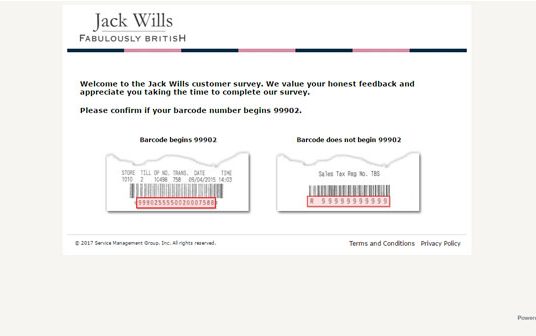 Jack Wills
FABULOUSLY BRITISH
Welcome to the Jack Wills customer survey. We value your honest feedback and
appreciate you taking the time to complete our survey.
Please confirm if your barcode number begins 99902.
Barcode begins 99902
STORE TILL OP NO. TRANS. DATE TIME
1010 2 10498 758 09/04/2015 14:03
Barcode does not begin 99902
Sales Tax Reg No. TBS
R 99999999999
© 2017 Service Management Group, Inc. All rights reserved.
Terms and Conditions Privacy Policy